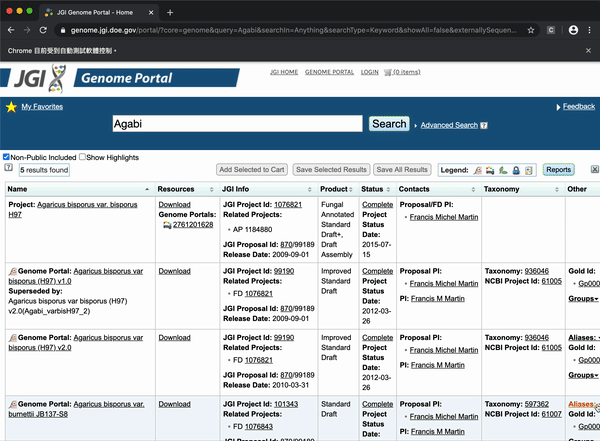 JGI Genome Portal - Home
genome.jgi.doe.gov/portal/?core=genome&query=Agabi&searchIn=Anything&searchType=Keyword&showAll=false&externallySequen...
Chrome 目前受到自動測試軟體控制。
JGI Genome Portal
JGI HOME GENOME PORTAL LOGIN (0 items)
My Favorites
Feedback
Agabi
Search
Advanced Search ?
Non-Public Included Show Highlights
? 5 results found
Add Selected to Cart Save Selected Results Save All Results Legend: Reports
Name Resources JGI Info Product Status Contacts Taxonomy Other
Project: Agaricus bisporus var. bisporus
H97
Download
Genome Portals:
2761201628
JGI Project Id: 1076821
Related Projects:
• AP 1184880
JGI Proposal Id: 870/99189
Release Date: 2009-09-01
Fungal
Annotated
Standard
Draft+,
Draft
Assembly
Complete
Project
Status
Date:
2015-07-
15
Proposal/FD PI:
• Francis Michel Martin
Genome Portal: Agaricus bisporus var
bisporus (H97) v1.0
Superseded by:
Agaricus bisporus var bisporus (H97)
v2.0(Agabi_varbisH97_2)
Download
JGI Project Id: 99190
Related Projects:
• FD 1076821
JGI Proposal Id: 870/99189
Release Date: 2009-09-01
Improved
Standard
Draft
Complete
Project
Status
Date:
2012-03-
26
Proposal PI:
• Francis Michel Martin
PI: Francis M Martin
Taxonomy: 936046
NCBI Project Id: 61005
Gold Id:
• Gp000
Groups
Genome Portal: Agaricus bisporus var
bisporus (H97) v2.0
Download
JGI Project Id: 99190
Related Projects:
• FD 1076821
JGI Proposal Id: 870/99189
Release Date: 2010-03-31
Improved
Standard
Draft
Complete
Project
Status
Date:
2012-03-
26
Proposal PI:
• Francis Michel Martin
PI: Francis M Martin
Taxonomy: 936046
NCBI Project Id: 61005
Aliases:
Gold Id:
• Gp000
Groups
Genome Portal: Agaricus bisporus var.
burnettii JB137-S8
Download
JGI Project Id: 101343
Related Projects:
• FD 1076843
Standard
Draft
Complete
Project
Status
Date:
Proposal PI:
• Francis Michel Martin
PI: Francis M Martin
Taxonomy: 597362
NCBI Project Id: 61007
Aliases:
Gold Id:
• Gp000